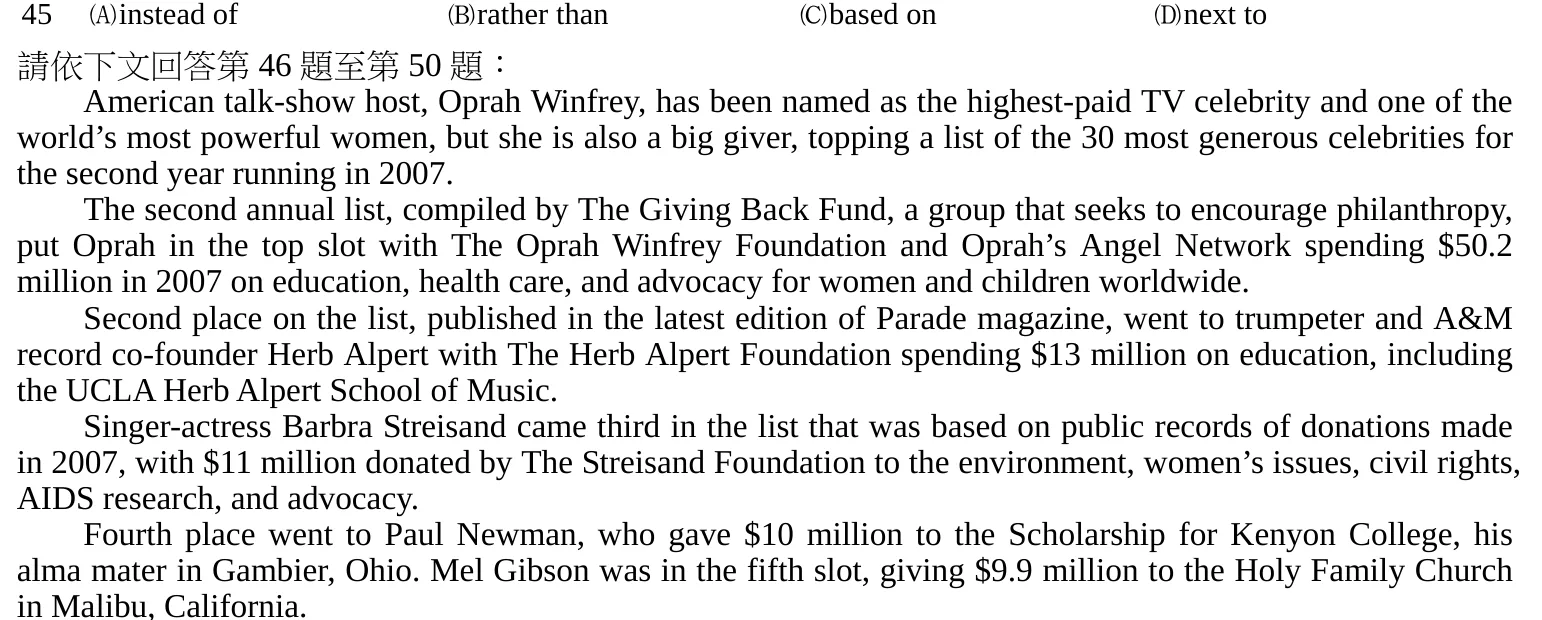 45 (A)instead of (B)rather than (C)based on (D)next to
請依下文回答第 46 題至第 50 題：
American talk-show host, Oprah Winfrey, has been named as the highest-paid TV celebrity and one of the
world’s most powerful women, but she is also a big giver, topping a list of the 30 most generous celebrities for
the second year running in 2007.
The second annual list, compiled by The Giving Back Fund, a group that seeks to encourage philanthropy,
put Oprah in the top slot with The Oprah Winfrey Foundation and Oprah’s Angel Network spending $50.2
million in 2007 on education, health care, and advocacy for women and children worldwide.
Second place on the list, published in the latest edition of Parade magazine, went to trumpeter and A&M
record co-founder Herb Alpert with The Herb Alpert Foundation spending $13 million on education, including
the UCLA Herb Alpert School of Music.
Singer-actress Barbra Streisand came third in the list that was based on public records of donations made
in 2007, with $11 million donated by The Streisand Foundation to the environment, women’s issues, civil rights,
AIDS research, and advocacy.
Fourth place went to Paul Newman, who gave $10 million to the Scholarship for Kenyon College, his
alma mater in Gambier, Ohio. Mel Gibson was in the fifth slot, giving $9.9 million to the Holy Family Church
in Malibu, California.